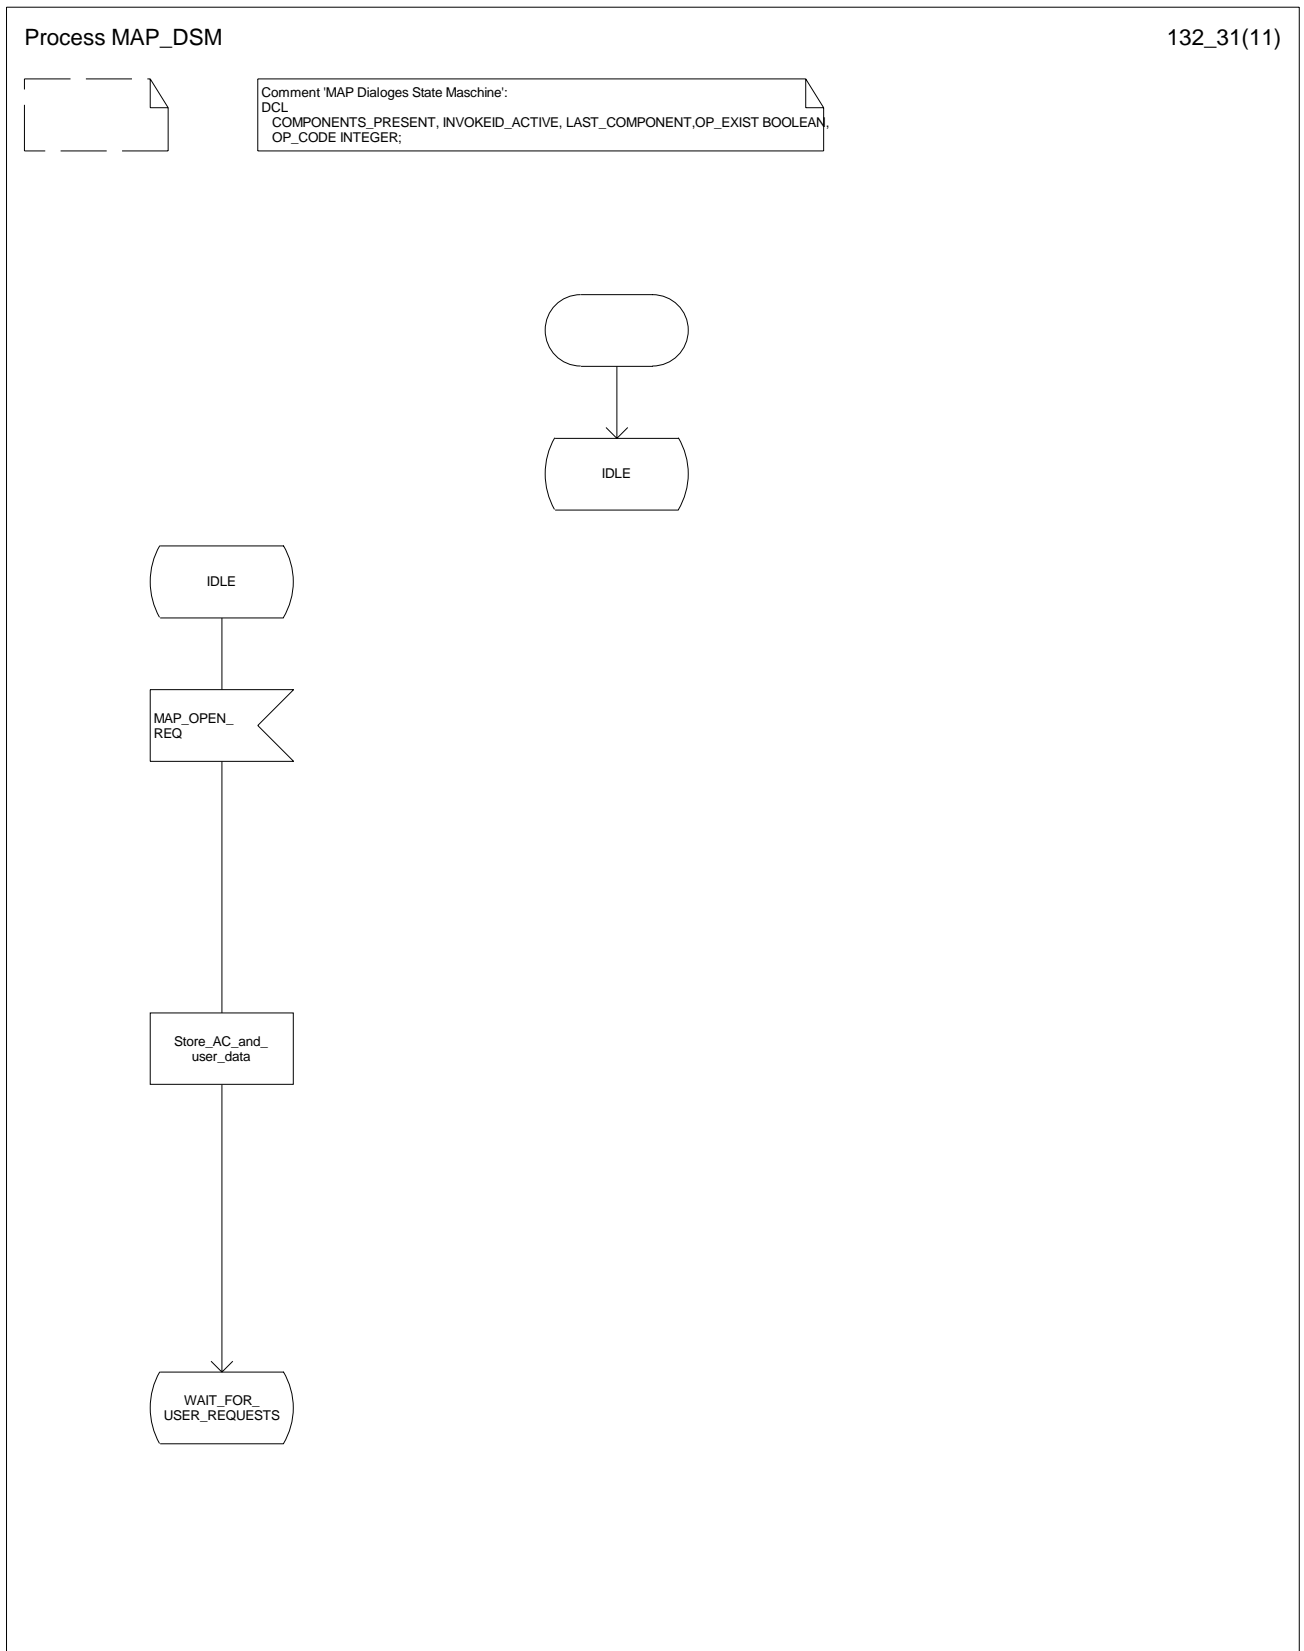 Process MAP_DSM
132_31(11)
Comment 'MAP Dialoges State Maschine':
DCL
COMPONENTS_PRESENT, INVOKEID_ACTIVE, LAST_COMPONENT,OP_EXIST BOOLEAN,
OP_CODE INTEGER;
IDLE
IDLE
MAP_OPEN_
REQ
Store_AC_and_
user_data
WAIT_FOR_
USER_REQUESTS